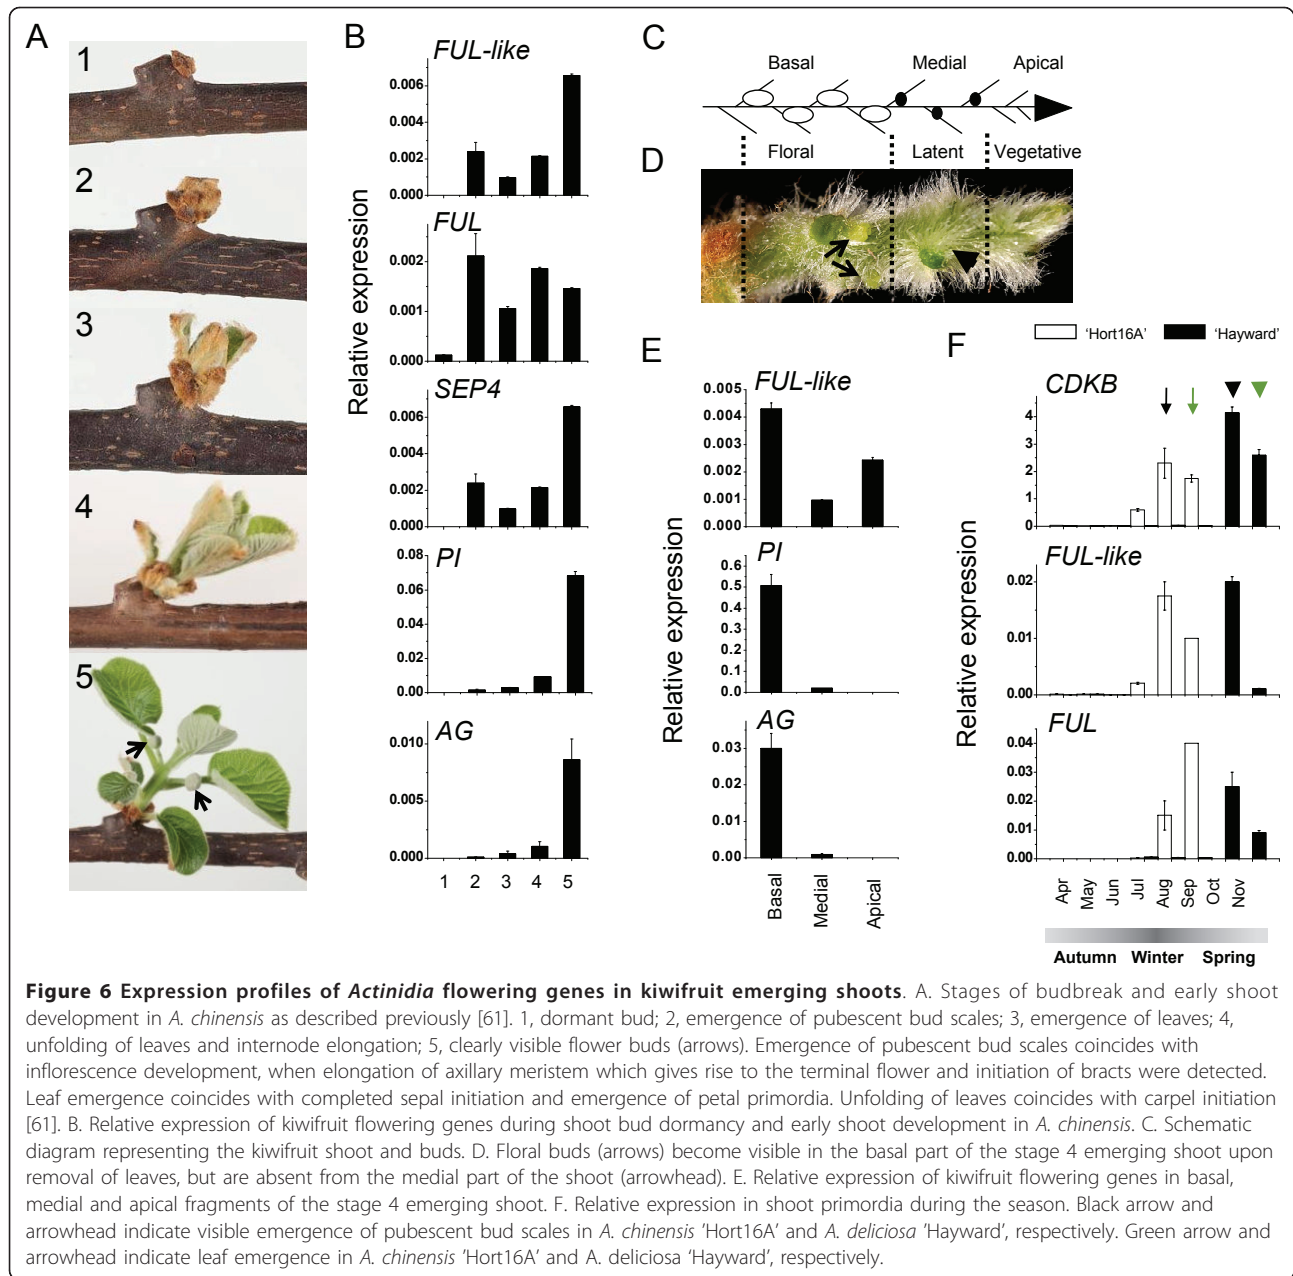 A
1
2
3
4
5
B
Relative expression
FUL-like
0.006
0.004
0.002
0.000
FUL
0.002
0.001
0.000
SEP4
0.006
0.004
0.002
0.000
PI
0.08
0.06
0.04
0.02
0.00
AG
0.010
0.005
0.000
1 2 3 4 5
C
Basal Medial Apical
Floral Latent Vegetative
D
E
Relative expression
FUL-like
0.005
0.004
0.003
0.002
0.001
0.000
PI
0.6
0.5
0.4
0.3
0.2
0.1
0.0
AG
0.03
0.02
0.01
0.00
Basal
Medial
Apical
F
'Hort16A' 'Hayward'
Relative expression
CDKB
4
3
2
1
0
FUL-like
0.02
0.01
0.00
FUL
0.04
0.03
0.02
0.01
0.00
Apr May Jun Jul Aug Sep Oct Nov
Autumn Winter Spring
Figure 6 Expression profiles of Actinidia flowering genes in kiwifruit emerging shoots. A. Stages of budbreak and early shoot
development in A. chinensis as described previously [61]. 1, dormant bud; 2, emergence of pubescent bud scales; 3, emergence of leaves; 4,
unfolding of leaves and internode elongation; 5, clearly visible flower buds (arrows). Emergence of pubescent bud scales coincides with
inflorescence development, when elongation of axillary meristem which gives rise to the terminal flower and initiation of bracts were detected.
Leaf emergence coincides with completed sepal initiation and emergence of petal primordia. Unfolding of leaves coincides with carpel initiation
[61]. B. Relative expression of kiwifruit flowering genes during shoot bud dormancy and early shoot development in A. chinensis. C. Schematic
diagram representing the kiwifruit shoot and buds. D. Floral buds (arrows) become visible in the basal part of the stage 4 emerging shoot upon
removal of leaves, but are absent from the medial part of the shoot (arrowhead). E. Relative expression of kiwifruit flowering genes in basal,
medial and apical fragments of the stage 4 emerging shoot. F. Relative expression in shoot primordia during the season. Black arrow and
arrowhead indicate visible emergence of pubescent bud scales in A. chinensis 'Hort16A' and A. deliciosa 'Hayward', respectively. Green arrow and
arrowhead indicate leaf emergence in A. chinensis 'Hort16A' and A. deliciosa 'Hayward', respectively.